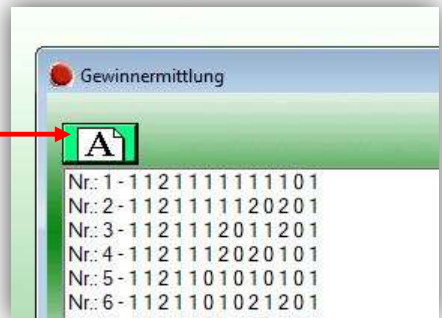 Gewinnermittlung
A
Nr.: 1 - 1 1 2 1 1 1 1 1 1 1 1 0 1
Nr.: 2 - 1 1 2 1 1 1 1 1 2 0 2 0 1
Nr.: 3 - 1 1 2 1 1 1 2 0 1 1 2 0 1
Nr.: 4 - 1 1 2 1 1 1 2 0 2 0 1 0 1
Nr.: 5 - 1 1 2 1 1 0 1 0 1 0 1 0 1
Nr.: 6 - 1 1 2 1 1 0 1 0 2 1 2 0 1